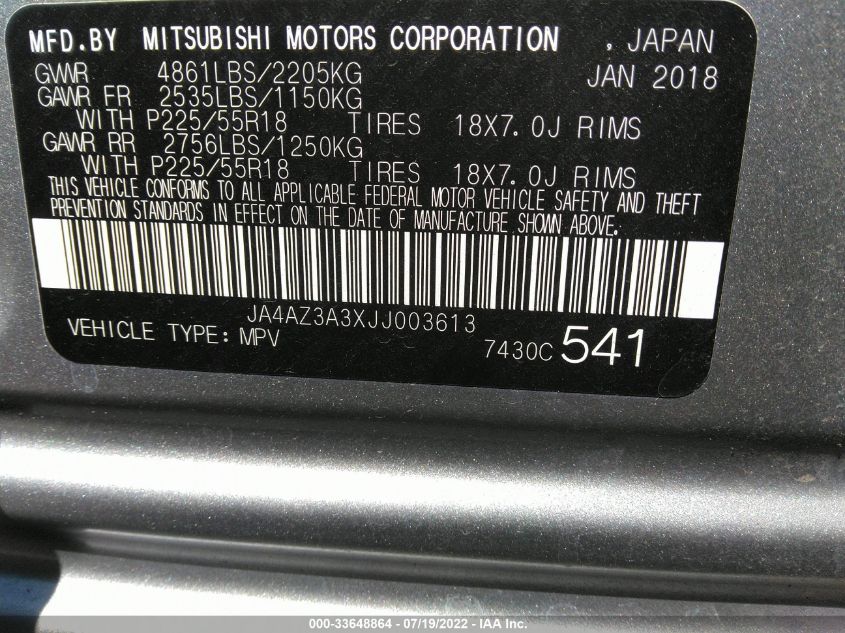 MFD.BY MITSUBISHI MOTORS CORPORATION , JAPAN
GVWR 4861LBS/2205KG JAN 2018
GAWR FR 2535LBS/1150KG
WITH P225/55R18 TIRES 18X7.0J RIMS
GAWR RR 2756LBS/1250KG
WITH P225/55R18 TIRES 18X7.0J RIMS
THIS VEHICLE CONFORMS TO ALL APPLICABLE FEDERAL MOTOR VEHICLE SAFETY AND THEFT
PREVENTION STANDARDS IN EFFECT ON THE DATE OF MANUFACTURE SHOWN ABOVE.
JA4AZ3A3XJJ003613
VEHICLE TYPE: MPV 7430C 541
000-33648864 - 07/19/2022 - IAA Inc.